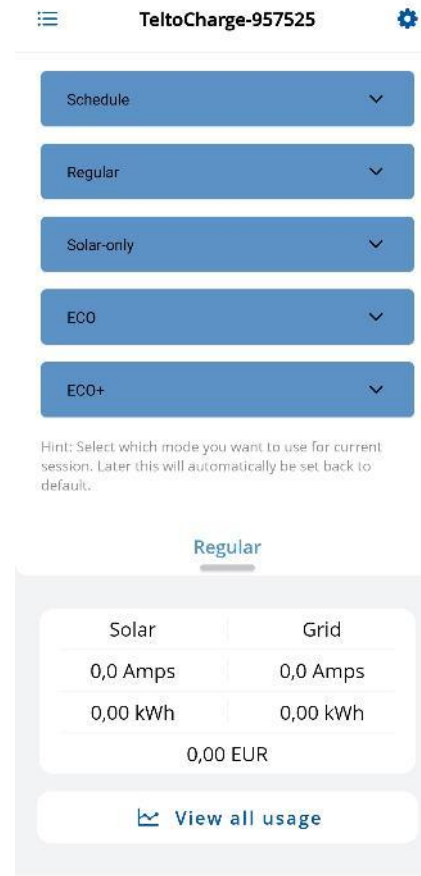 TeltoCharge-957525
Schedule
Regular
Solar-only
ECO
ECO+
Hint: Select which mode you want to use for current
session. Later this will automatically be set back to
default.
Regular
Solar Grid
0,0 Amps 0,0 Amps
0,00 kWh 0,00 kWh
0,00 EUR
View all usage